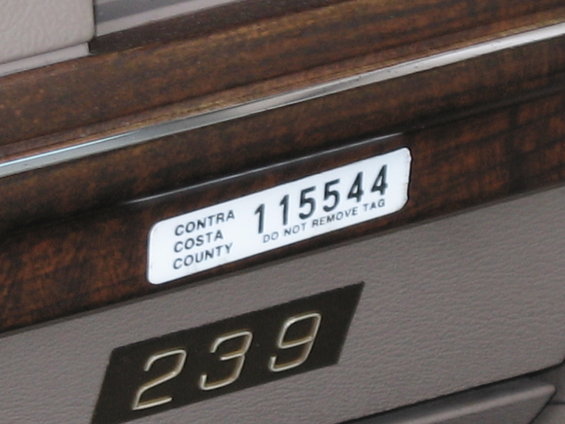 CONTRA
COSTA
COUNTY
115544
DO NOT REMOVE TAG
239